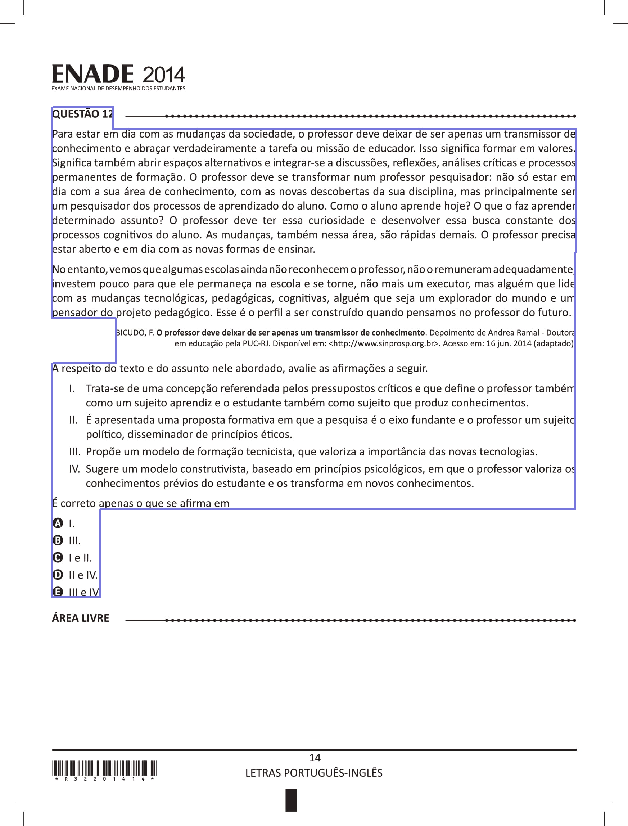 ENADE 2014
EXAME NACIONAL DE DESEMPENHO DOS ESTUDANTES
QUESTÃO 12
Para estar em dia com as mudanças da sociedade, o professor deve deixar de ser apenas um transmissor de
conhecimento e abraçar verdadeiramente a tarefa ou missão de educador. Isso significa formar em valores.
Significa também abrir espaços alternativos e integrar-se a discussões, reflexões, análises críticas e processos
permanentes de formação. O professor deve se transformar num professor pesquisador: não só estar em
dia com a sua área de conhecimento, com as novas descobertas da sua disciplina, mas principalmente ser
um pesquisador dos processos de aprendizado do aluno. Como o aluno aprende hoje? O que o faz aprender
determinado assunto? O professor deve ter essa curiosidade e desenvolver essa busca constante dos
processos cognitivos do aluno. As mudanças, também nessa área, são rápidas demais. O professor precisa
estar aberto e em dia com as novas formas de ensinar.
No entanto, vemos que algumas escolas ainda não reconhecem o professor, não o remuneram adequadamente,
investem pouco para que ele permaneça na escola e se torne, não mais um executor, mas alguém que lide
com as mudanças tecnológicas, pedagógicas, cognitivas, alguém que seja um explorador do mundo e um
pensador do projeto pedagógico. Esse é o perfil a ser construído quando pensamos no professor do futuro.
BICUDO, F. O professor deve deixar de ser apenas um transmissor de conhecimento. Depoimento de Andrea Ramal - Doutora
em educação pela PUC-RJ. Disponível em: <http://www.sinprosp.org.br>. Acesso em: 16 jun. 2014 (adaptado).
A respeito do texto e do assunto nele abordado, avalie as afirmações a seguir.
I. Trata-se de uma concepção referendada pelos pressupostos críticos e que define o professor também
como um sujeito aprendiz e o estudante também como sujeito que produz conhecimentos.
II. É apresentada uma proposta formativa em que a pesquisa é o eixo fundante e o professor um sujeito
político, disseminador de princípios éticos.
III. Propõe um modelo de formação tecnicista, que valoriza a importância das novas tecnologias.
IV. Sugere um modelo construtivista, baseado em princípios psicológicos, em que o professor valoriza os
conhecimentos prévios do estudante e os transforma em novos conhecimentos.
É correto apenas o que se afirma em
A I.
B III.
C I e II.
D II e IV.
E III e IV.
ÁREA LIVRE
14
LETRAS PORTUGUÊS-INGLÊS
* R 3 2 2 0 1 4 1 4 *